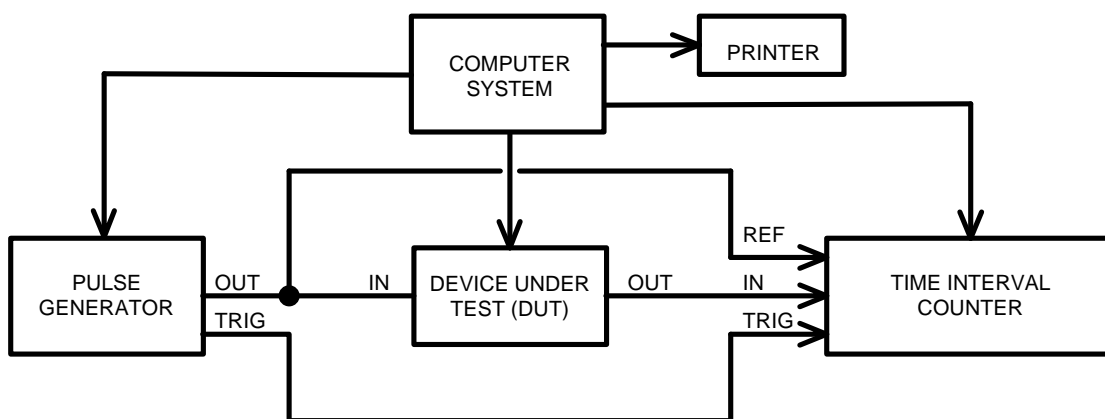 COMPUTER
SYSTEM
PRINTER
REF
PULSE
GENERATOR
OUT
IN
DEVICE UNDER
TEST (DUT)
OUT
IN
TIME INTERVAL
COUNTER
TRIG
TRIG